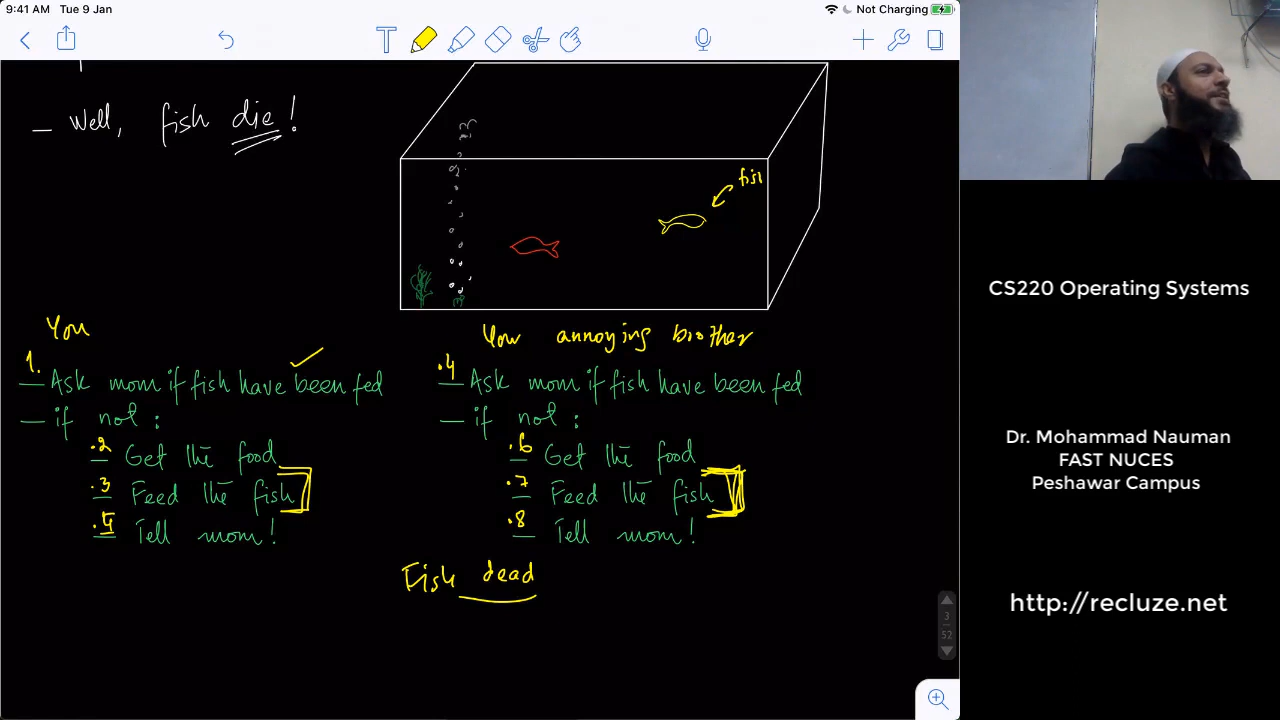 9:41 AM Tue 9 Jan
Not Charging
T
— Well, fish die!
fish
You
Your annoying brother
1.
.4
— Ask mom if fish have been fed
— Ask mom if fish have been fed
— if not:
— if not:
.2 — Get the food
.6 — Get the food
.3 — Feed the fish
.7 — Feed the fish
.5 — Tell mom!
.8 — Tell mom!
Fish dead
3
52
CS220 Operating Systems
Dr. Mohammad Nauman
FAST NUCES
Peshawar Campus
http://recluze.net